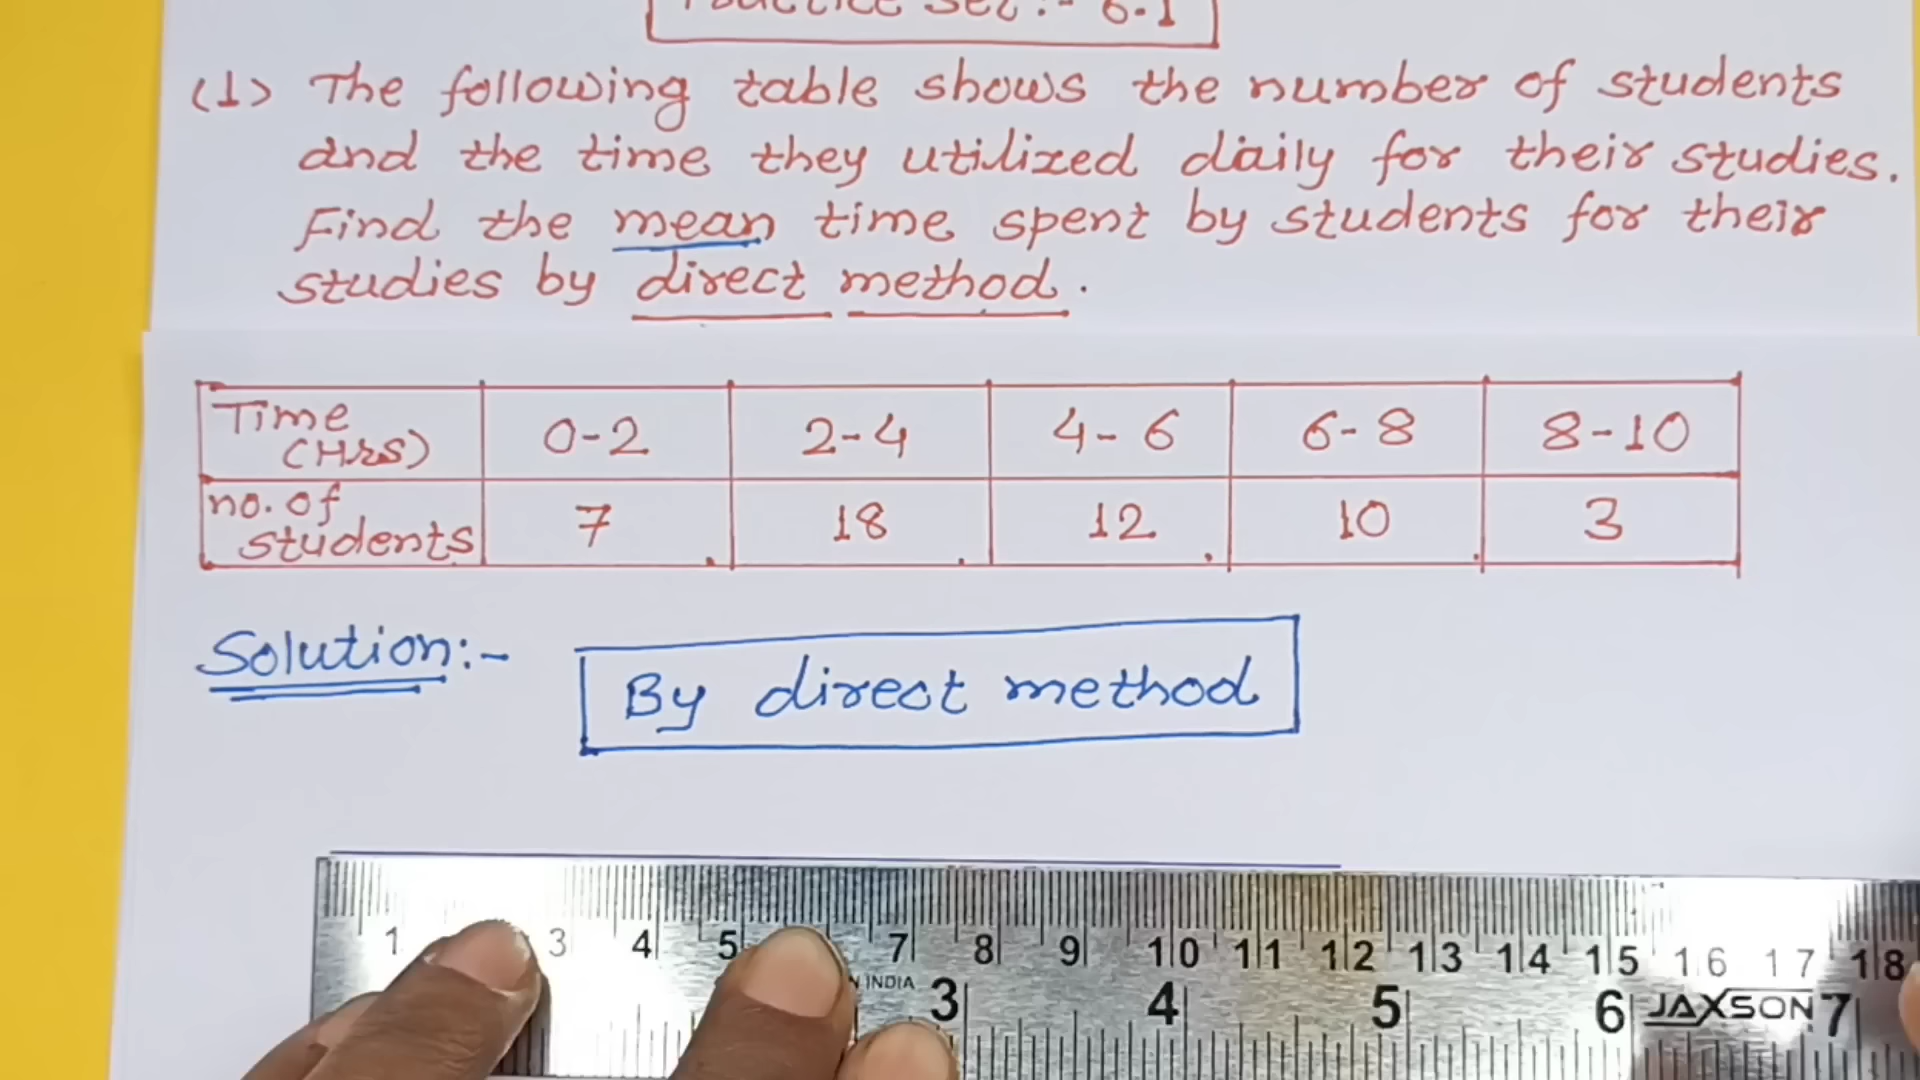 Practice Set :- 6.1
(1) The following table shows the number of students
and the time they utilized daily for their studies.
Find the mean time spent by students for their
studies by direct method.
Time (Hrs) 0-2 2-4 4-6 6-8 8-10
no. of students 7 18 12 10 3
Solution:-
By direct method
1 3 4 5 7 8 9 10 11 12 13 14 15 16 17 18
INDIA 3 4 5 6 JAXSON 7